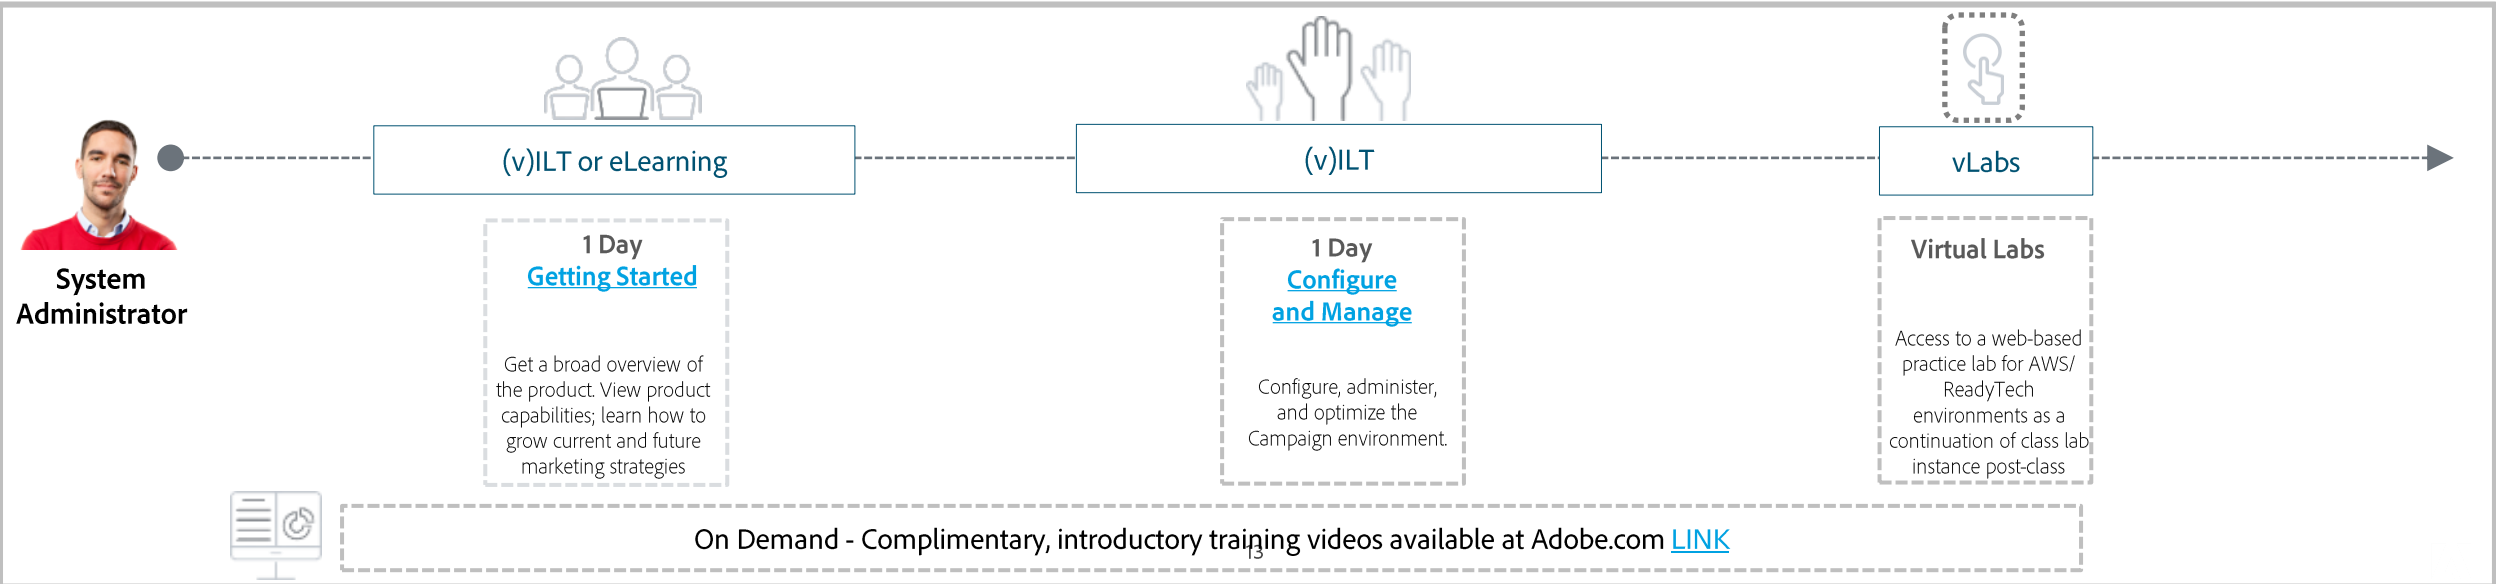 (v)ILT or eLearning
(v)ILT
vLabs
System
Administrator
1 Day
Getting Started
Get a broad overview of
the product. View product
capabilities; learn how to
grow current and future
marketing strategies
1 Day
Configure
and Manage
Configure, administer,
and optimize the
Campaign environment.
Virtual Labs
Access to a web-based
practice lab for AWS/
ReadyTech
environments as a
continuation of class lab
instance post-class
On Demand - Complimentary, introductory training videos available at Adobe.com LINK
13